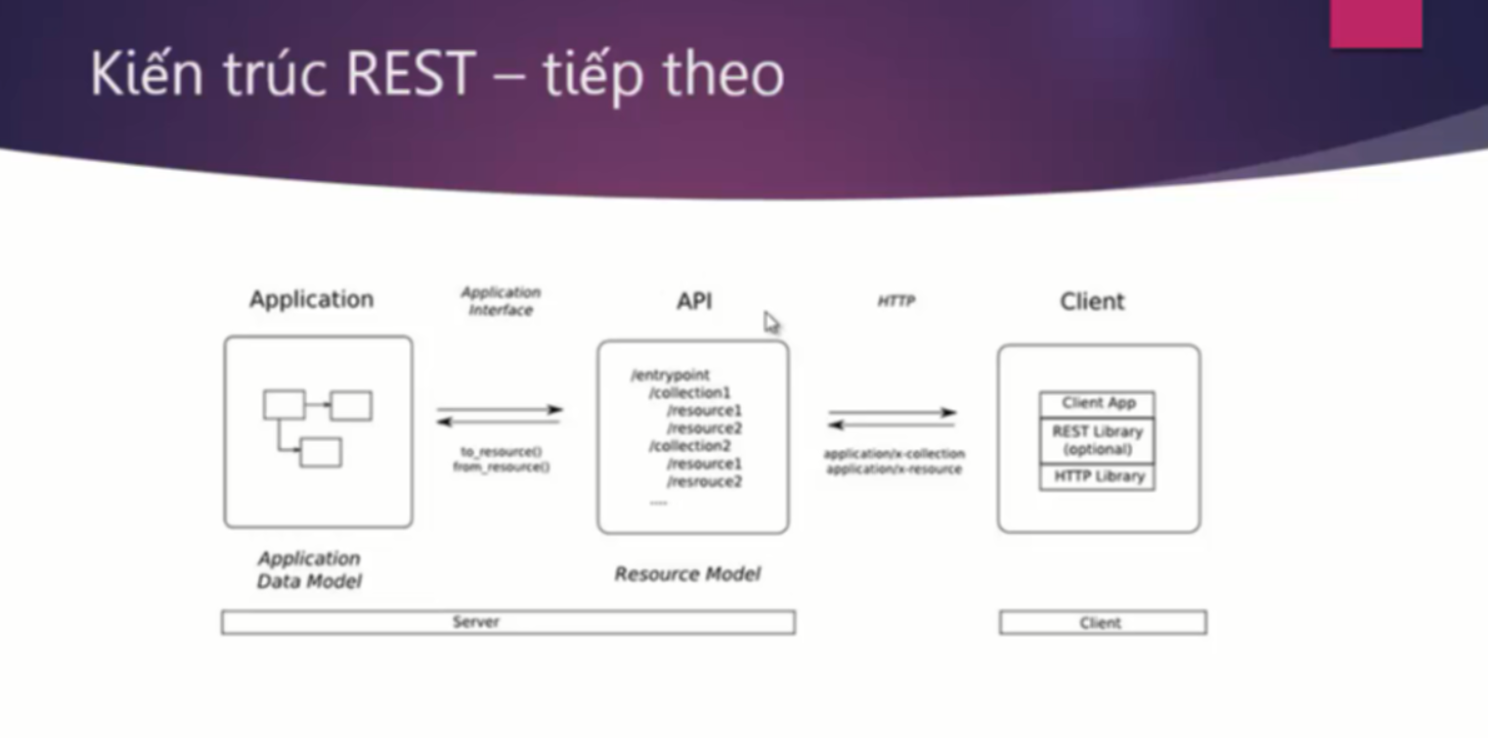 Kiến trúc REST – tiếp theo
Application
Application
Interface
API
HTTP
Client
/entrypoint
/collection1
/resource1
/resource2
/collection2
/resource1
/resrouce2
....
to_resource()
from_resource()
application/x-collection
application/x-resource
Client App
REST Library
(optional)
HTTP Library
Application
Data Model
Resource Model
Server
Client